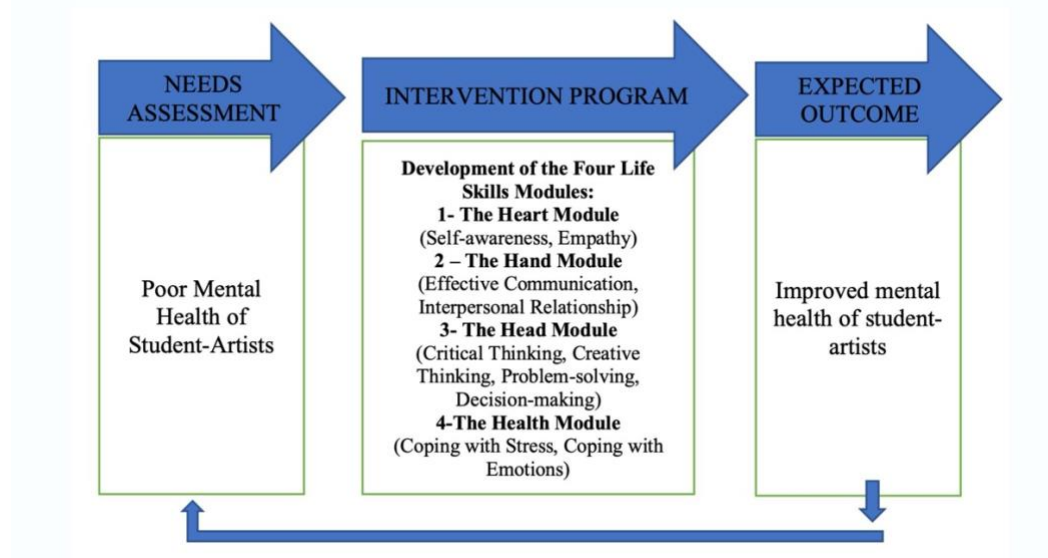 NEEDS
ASSESSMENT
Poor Mental
Health of
Student-Artists
INTERVENTION PROGRAM
Development of the Four Life
Skills Modules:
1- The Heart Module
(Self-awareness, Empathy)
2 – The Hand Module
(Effective Communication,
Interpersonal Relationship)
3- The Head Module
(Critical Thinking, Creative
Thinking, Problem-solving,
Decision-making)
4-The Health Module
(Coping with Stress, Coping with
Emotions)
EXPECTED
OUTCOME
Improved mental
health of student-
artists